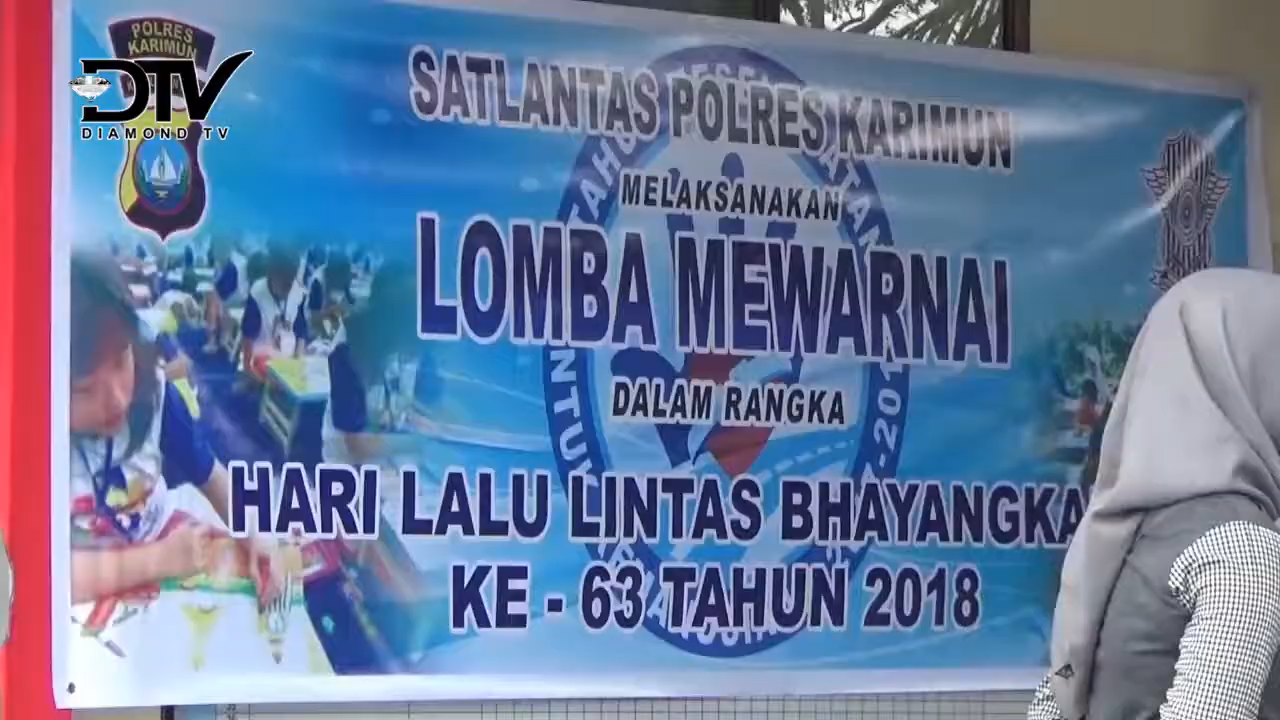 POLRES
KARIMUN
DTV
DIAMOND TV
SATLANTAS POLRES KARIMUN
MELAKSANAKAN
LOMBA MEWARNAI
DALAM RANGKA
HARI LALU LINTAS BHAYANGKA
KE - 63 TAHUN 2018